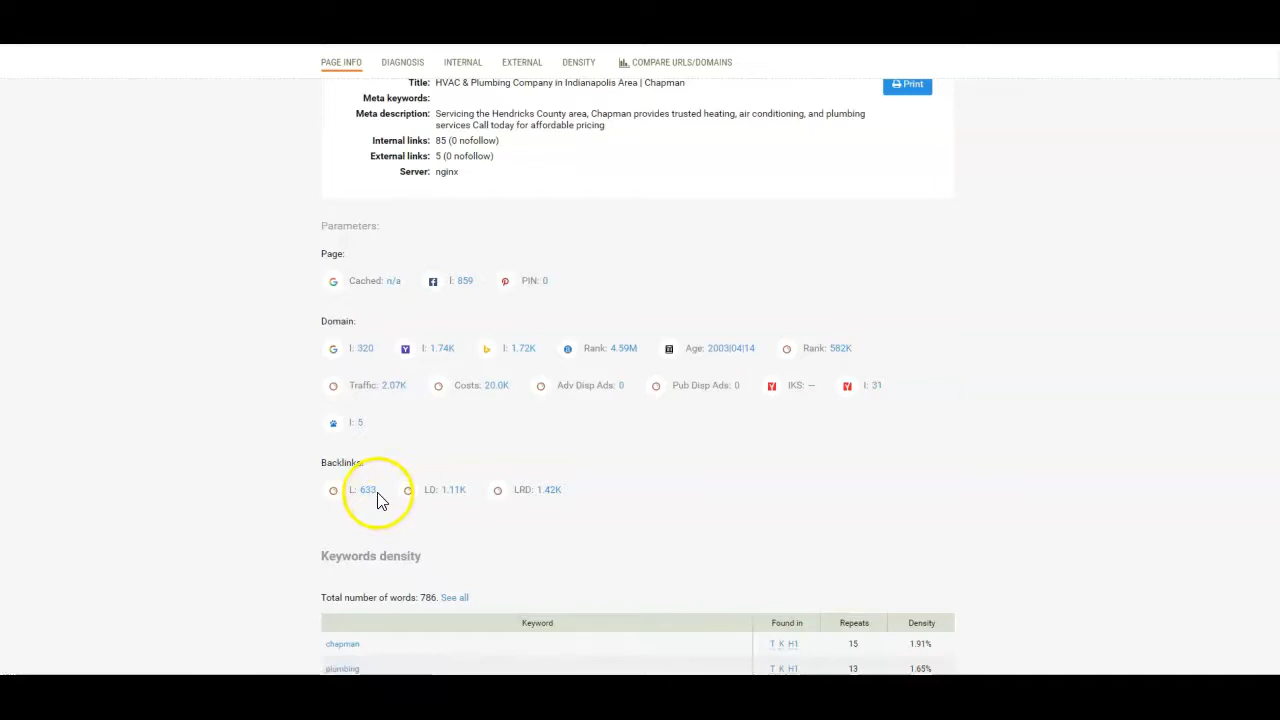 PAGE INFO DIAGNOSIS INTERNAL EXTERNAL DENSITY COMPARE URLS/DOMAINS
Title: HVAC & Plumbing Company in Indianapolis Area | Chapman
Print
Meta keywords:
Meta description: Servicing the Hendricks County area, Chapman provides trusted heating, air conditioning, and plumbing
services Call today for affordable pricing
Internal links: 85 (0 nofollow)
External links: 5 (0 nofollow)
Server: nginx
Parameters:
Page:
Cached: n/a l: 859 PIN: 0
Domain:
I: 320 I: 1.74K I: 1.72K Rank: 4.59M Age: 2003|04|14 Rank: 582K
Traffic: 2.07K Costs: 20.0K Adv Disp Ads: 0 Pub Disp Ads: 0 IKS: — I: 31
I: 5
Backlinks:
L: 633 LD: 1.11K LRD: 1.42K
Keywords density
Total number of words: 786. See all
Keyword Found in Repeats Density
chapman T K H1 15 1.91%
plumbing T K H1 13 1.65%